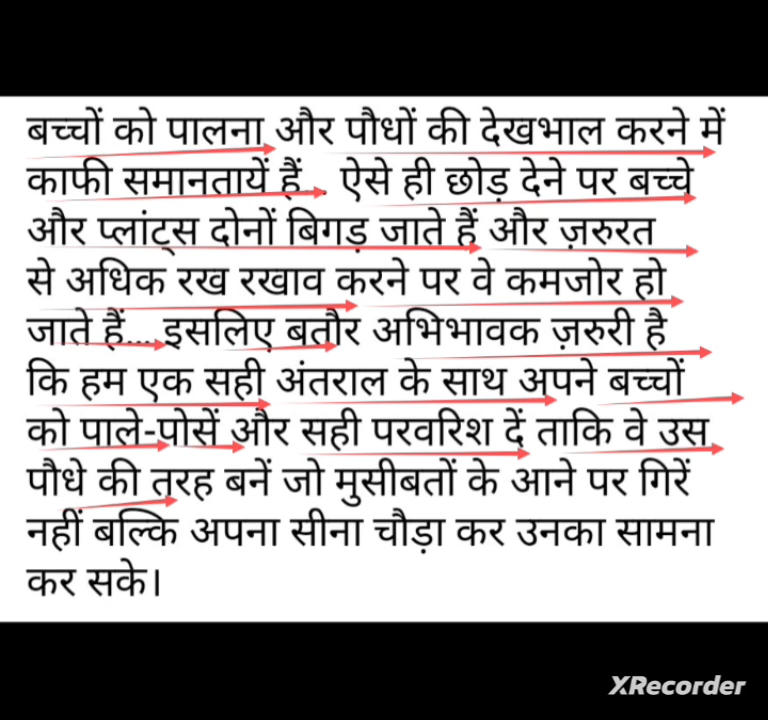 बच्चों को पालना और पौधों की देखभाल करने में
काफी समानतायें हैं... ऐसे ही छोड़ देने पर बच्चे
और प्लांट्स दोनों बिगड़ जाते हैं और ज़रुरत
से अधिक रख रखाव करने पर वे कमजोर हो
जाते हैं....इसलिए बतौर अभिभावक ज़रुरी है
कि हम एक सही अंतराल के साथ अपने बच्चों
को पाले-पोसें और सही परवरिश दें ताकि वे उस
पौधे की तरह बनें जो मुसीबतों के आने पर गिरें
नहीं बल्कि अपना सीना चौड़ा कर उनका सामना
कर सके।
XRecorder